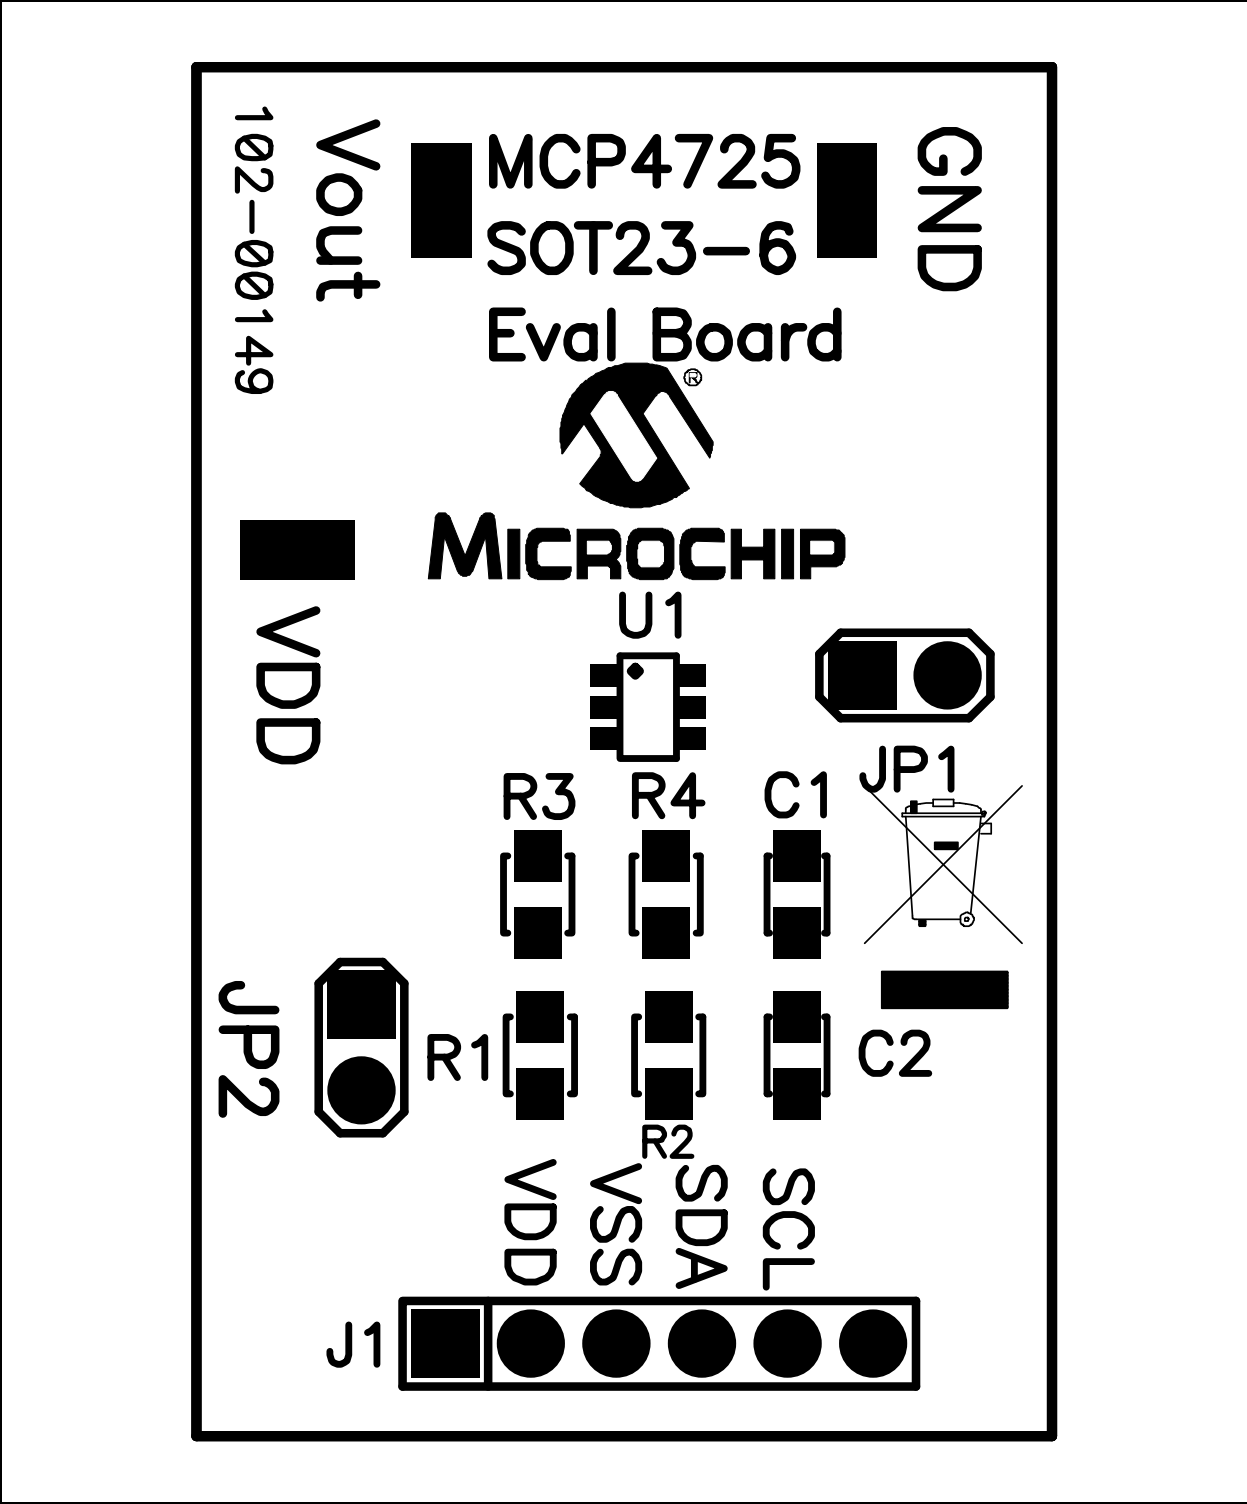 102-00149
Vout
MCP4725
SOT23-6
Eval Board
GND
®
MICROCHIP
VDD
U1
JP1
R3 R4 C1
JP2
R1
C2
R2
VDD VSS SDA SCL
J1